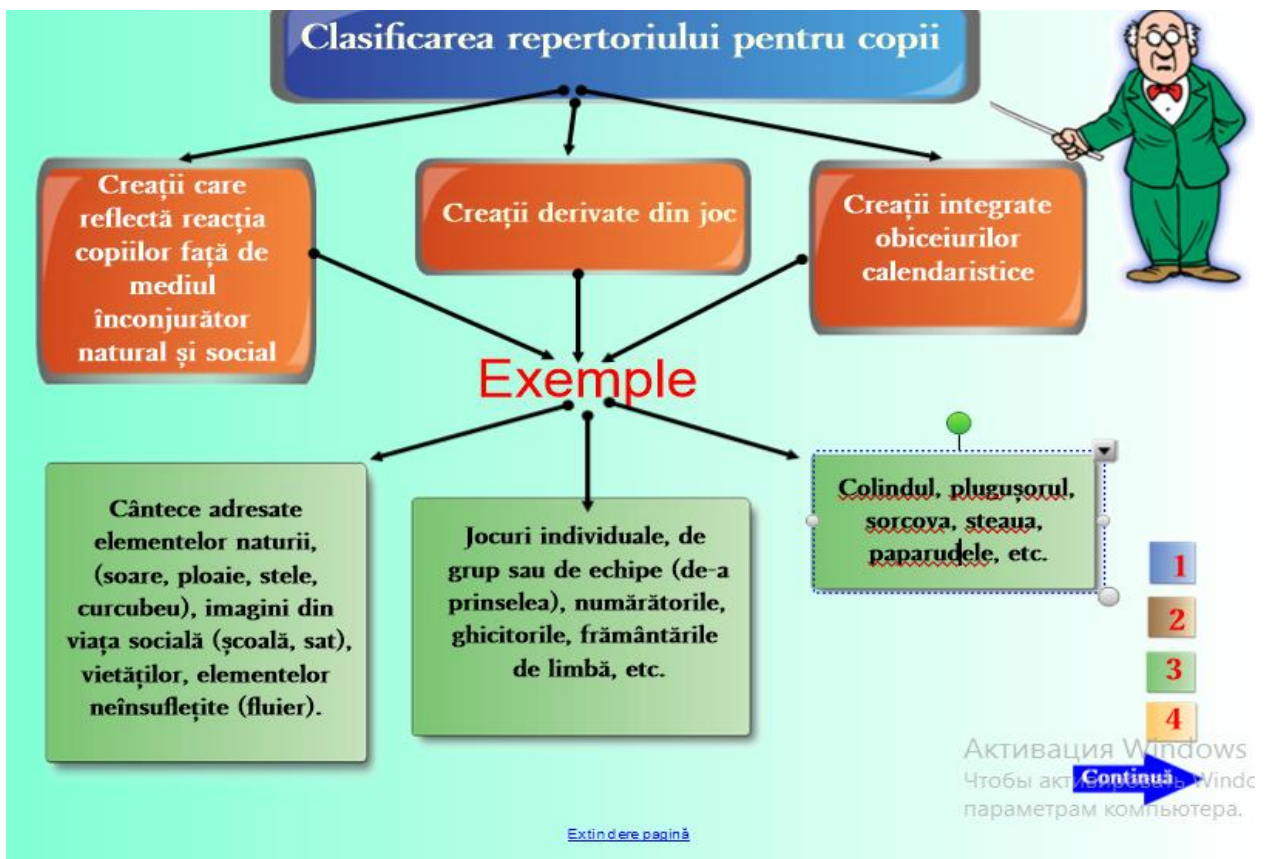 Clasificarea repertoriului pentru copii
Creații care
reflectă reacția
copiilor față de
mediul
înconjurător
natural și social
Creații derivate din joc
Creații integrate
obiceiurilor
calendaristice
Exemple
Cântece adresate
elementelor naturii,
(soare, ploaie, stele,
curcubeu), imagini din
viața socială (școală, sat),
vietăților, elementelor
neînsuflețite (fluier).
Jocuri individuale, de
grup sau de echipe (de-a
prinselea), numărătorile,
ghicitorile, frământările
de limbă, etc.
Colindul, plugușorul,
sorcova, steaua,
paparudele, etc.
1
2
3
4
Активация Windows
Чтобы активировать Windo
параметрам компьютера.
Continuă
Extindere pagină